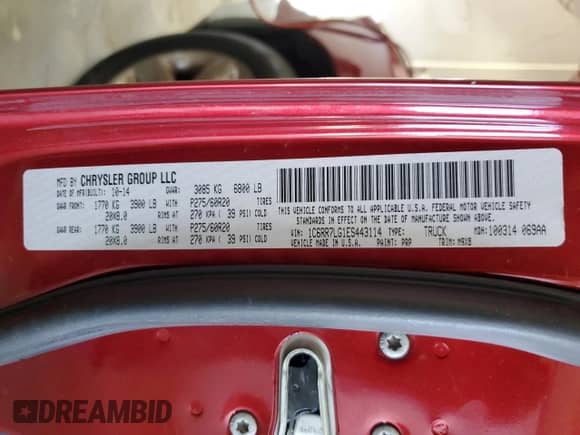 MFD BY CHRYSLER GROUP LLC
DATE OF MFR(BUILT): 10-14 GVWR: 3085 KG 6800 LB
GAWR FRONT: 1770 KG 3900 LB WITH P275/60R20 TIRES
20X8.0 RIMS AT 270 KPA ( 39 PSI) COLD
GAWR REAR: 1770 KG 3900 LB WITH P275/60R20 TIRES
20X8.0 RIMS AT 270 KPA ( 39 PSI) COLD
THIS VEHICLE CONFORMS TO ALL APPLICABLE U.S.A. FEDERAL MOTOR VEHICLE SAFETY
STANDARDS IN EFFECT ON THE DATE OF MANUFACTURE SHOWN ABOVE.
VIN: 1C6RR7LG1ES443114 TYPE: TRUCK MDH: 100314 069AA
VEHICLE MADE IN U.S.A. PAINT: PRP TRIM: M9X8
DREAMBID